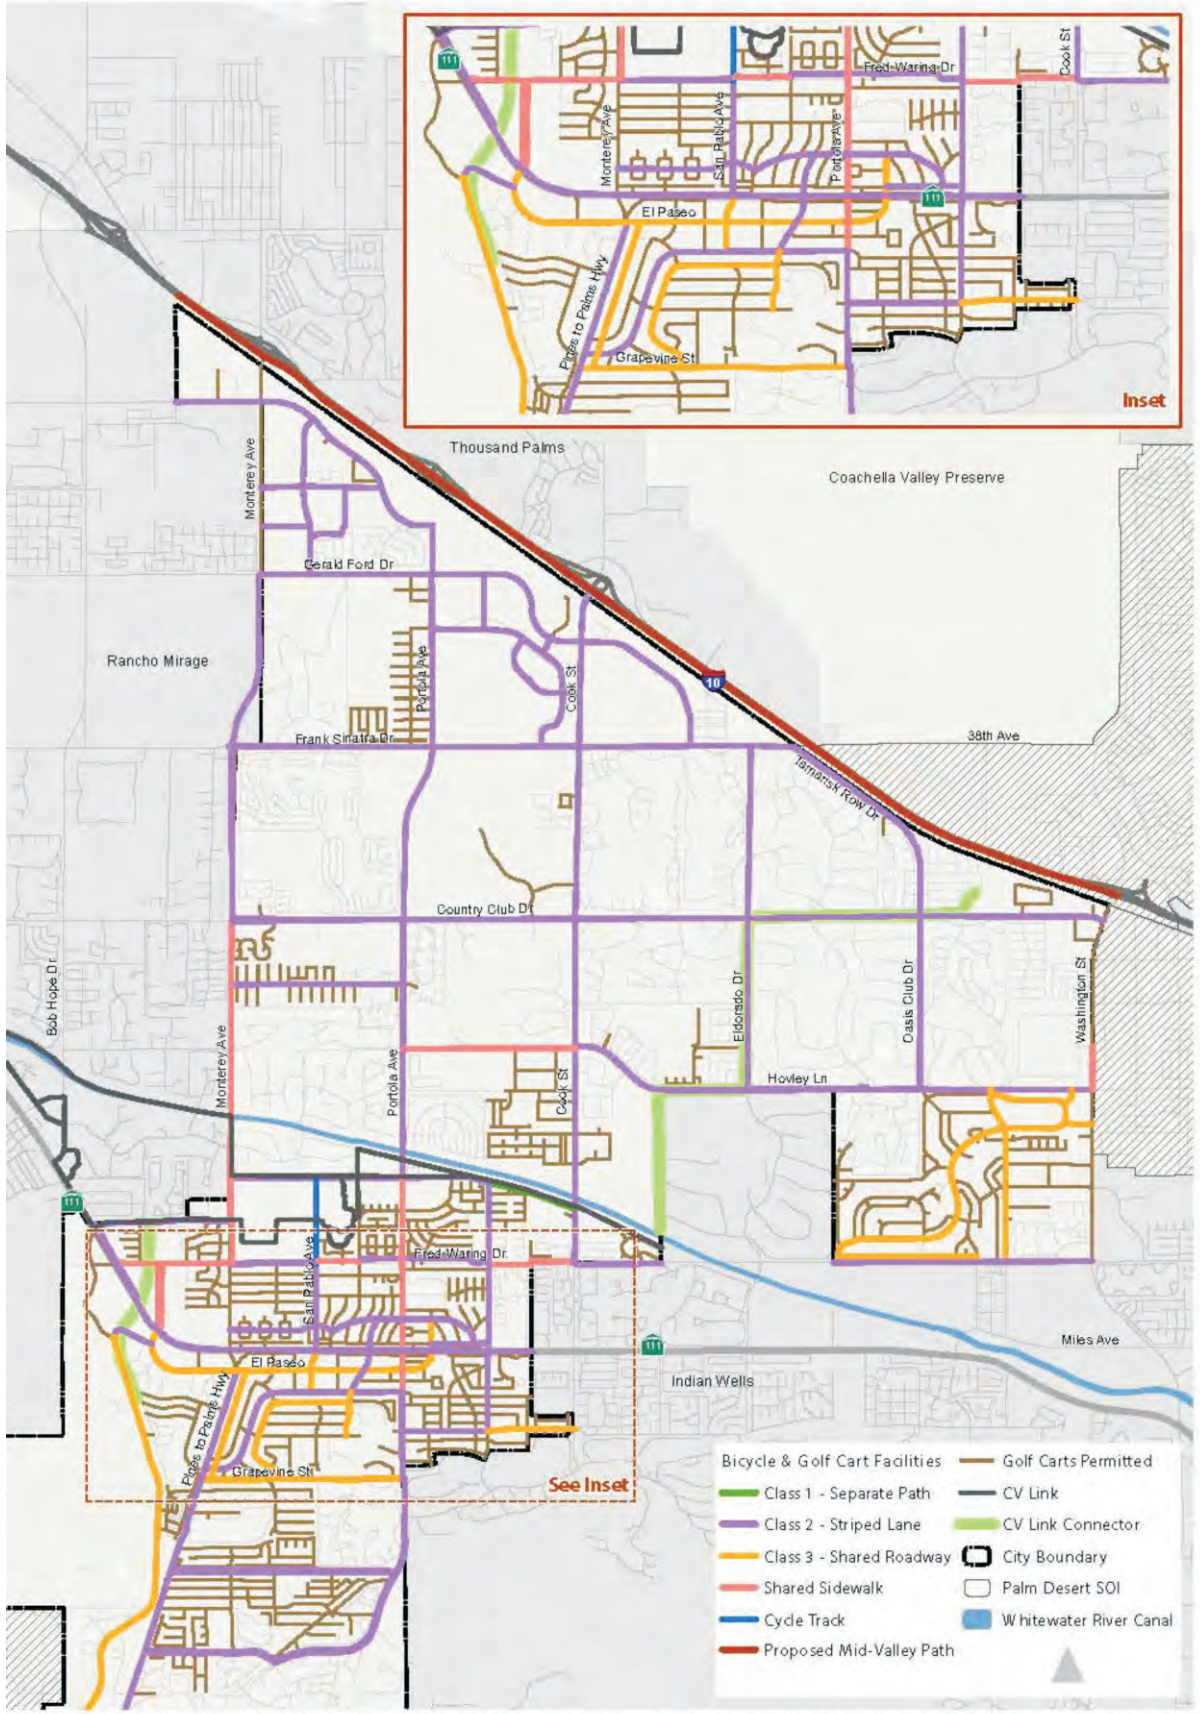 111
Fred Waring Dr
Cook St
Monterey Ave
San Pablo Ave
Portola Ave
111
El Paseo
Pines to Palms Hwy
Grapevine St
Inset
Thousand Palms
Coachella Valley Preserve
Monterey Ave
Gerald Ford Dr
Rancho Mirage
Portola Ave
Cook St
10
Frank Sinatra Dr
38th Ave
Tamarisk Row Dr
Country Club Dr
Bob Hope Dr
Eldorado Dr
Oasis Club Dr
Washington St
Monterey Ave
Portola Ave
Cook St
Hovley Ln
111
San Pablo Ave
Fred Waring Dr.
111
Miles Ave
El Paseo
Indian Wells
Pines to Palms Hwy
Grapevine St
See Inset
Bicycle & Golf Cart Facilities
Class 1 - Separate Path
Class 2 - Striped Lane
Class 3 - Shared Roadway
Shared Sidewalk
Cycle Track
Proposed Mid-Valley Path
Golf Carts Permitted
CV Link
CV Link Connector
City Boundary
Palm Desert SOI
Whitewater River Canal